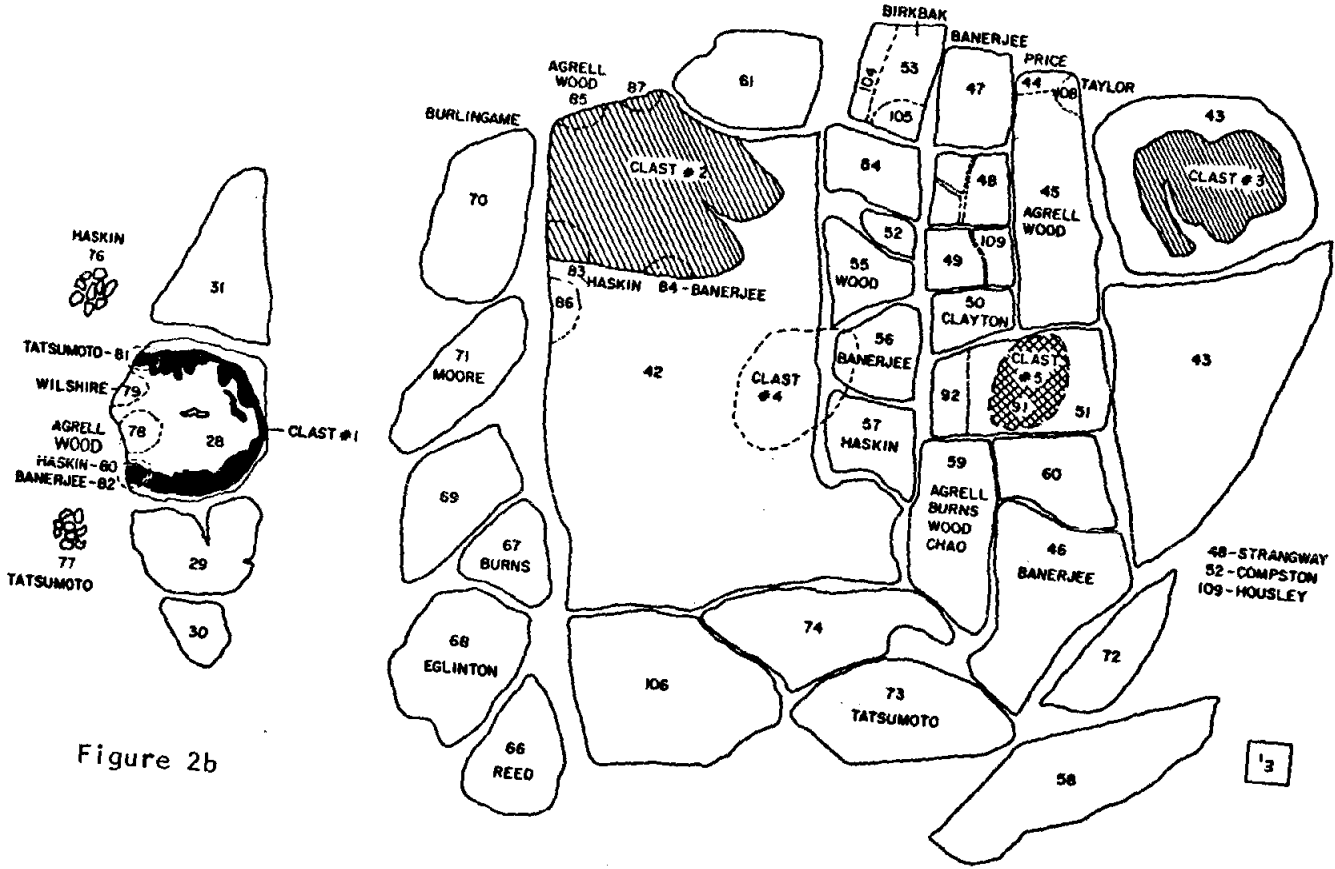 HASKIN
76
31
TATSUMOTO-81
WILSHIRE-79
AGRELL
WOOD
78
28
CLAST #1
HASKIN-80
BANERJEE-82
77
TATSUMOTO
29
30
Figure 2b
BURLINGAME
70
71
MOORE
69
67
BURNS
68
EGLINTON
66
REED
AGRELL
WOOD
85
87
CLAST #2
83
HASKIN
84-BANERJEE
86
42
CLAST
#4
61
106
74
73
TATSUMOTO
BIRKBAK
104
53
105
84
52
55
WOOD
56
BANERJEE
57
HASKIN
BANERJEE
47
48
49
109
50
CLAYTON
92
CLAST
#5
91
51
59
AGRELL
BURNS
WOOD
CHAO
60
46
BANERJEE
72
58
PRICE
44
108
TAYLOR
45
AGRELL
WOOD
43
CLAST #3
43
48-STRANGWAY
52-COMPSTON
109-HOUSLEY
'3